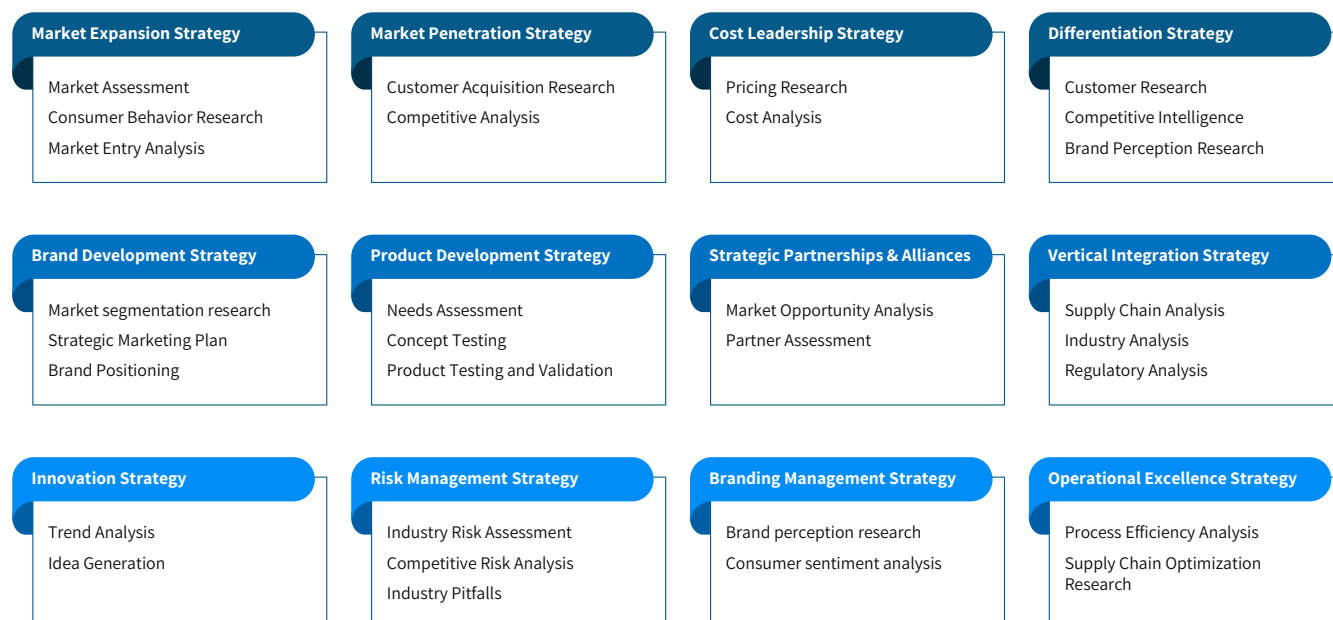 Market Expansion Strategy
Market Assessment
Consumer Behavior Research
Market Entry Analysis
Market Penetration Strategy
Customer Acquisition Research
Competitive Analysis
Cost Leadership Strategy
Pricing Research
Cost Analysis
Differentiation Strategy
Customer Research
Competitive Intelligence
Brand Perception Research
Brand Development Strategy
Market segmentation research
Strategic Marketing Plan
Brand Positioning
Product Development Strategy
Needs Assessment
Concept Testing
Product Testing and Validation
Strategic Partnerships & Alliances
Market Opportunity Analysis
Partner Assessment
Vertical Integration Strategy
Supply Chain Analysis
Industry Analysis
Regulatory Analysis
Innovation Strategy
Trend Analysis
Idea Generation
Risk Management Strategy
Industry Risk Assessment
Competitive Risk Analysis
Industry Pitfalls
Branding Management Strategy
Brand perception research
Consumer sentiment analysis
Operational Excellence Strategy
Process Efficiency Analysis
Supply Chain Optimization
Research